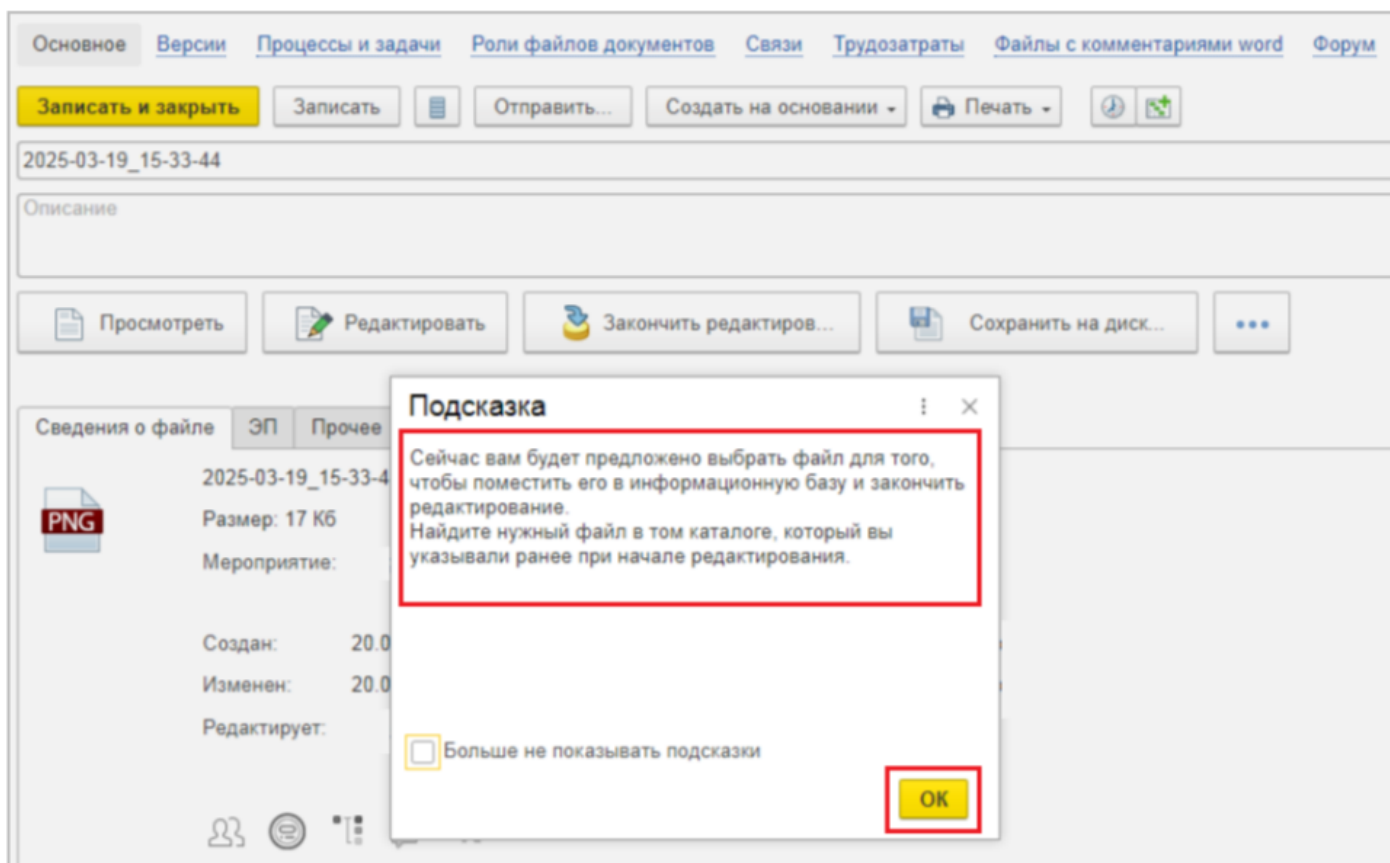 Основное Версии Процессы и задачи Роли файлов документов Связи Трудозатраты Файлы с комментариями word Форум
Записать и закрыть Записать Отправить... Создать на основании Печать
2025-03-19_15-33-44
Описание
Просмотреть Редактировать Закончить редактиров... Сохранить на диск...
Подсказка
Сведения о файле ЭП Прочее
Сейчас вам будет предложено выбрать файл для того,
чтобы поместить его в информационную базу и закончить
редактирование.
Найдите нужный файл в том каталоге, который вы
указывали ранее при начале редактирования.
2025-03-19_15-33-4
PNG
Размер: 17 Кб
Мероприятие:
Создан: 20.0
Изменен: 20.0
Редактирует:
Больше не показывать подсказки
ОК